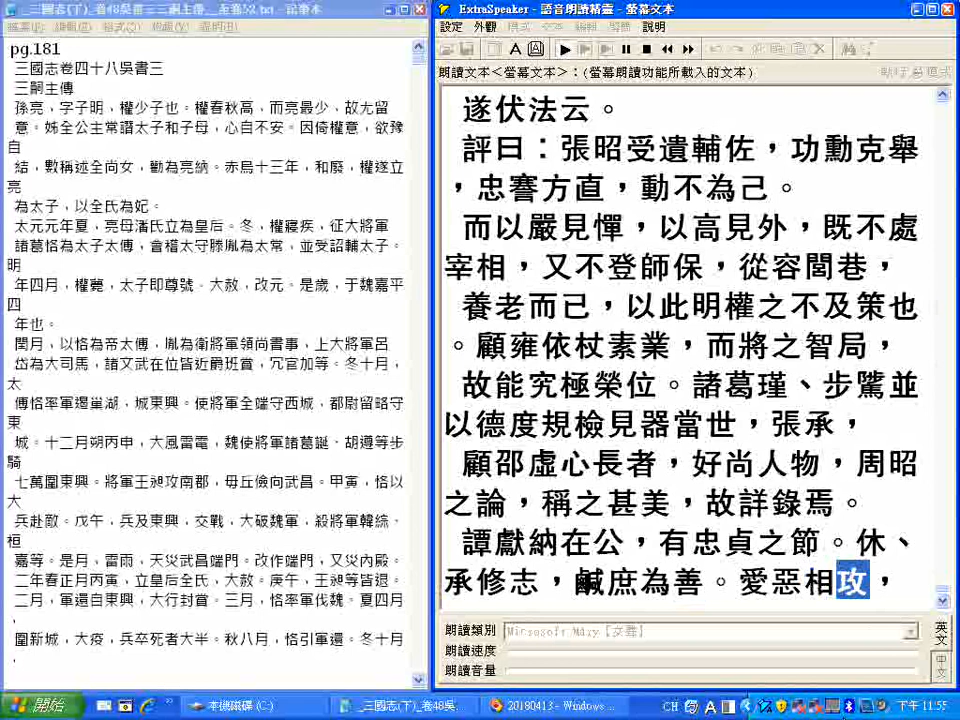 pg.181
三國志卷四十八吳書三
三嗣主傳
孫亮，字子明，權少子也。權春秋高，而亮最少，故尤留
意。姊全公主嘗譖太子和子母，心自不安。因倚權意，欲豫
自
結，數稱述全尚女，勸為亮納。赤烏十三年，和廢，權遂立
亮
為太子，以全氏為妃。
太元元年夏，亮母潘氏立為皇后。冬，權寢疾，征大將軍
諸葛恪為太子太傅，會稽太守滕胤為太常，並受詔輔太子。
明
年四月，權薨，太子即尊號，大赦，改元。是歲，于魏嘉平
四
年也。
閏月，以恪為帝太傅，胤為衛將軍領尚書事，上大將軍呂
岱為大司馬，諸文武在位皆近爵班賞，冗官加等。冬十月，
太
傅恪率軍遏巢湖，城東興。使將軍全端守西城，都尉留略守
東
城。十二月朔丙申，大風雷電，魏使將軍諸葛誕、胡遵等步
騎
七萬圍東興。將軍王昶攻南郡，毋丘儉向武昌。甲寅，恪以
大
兵赴敵。戊午，兵及東興，交戰，大破魏軍，殺將軍韓綜、
桓
嘉等。是月，雷雨，天災武昌端門。改作端門，又災內殿。
二年春正月丙寅，立皇后全氏，大赦。庚午，王昶等皆退。
二月，軍還自東興，大行封賞。三月，恪率軍伐魏。夏四月
，
圍新城，大疫，兵卒死者大半。秋八月，恪引軍還。冬十月
，
ExtraSpeaker - 語音朗讀精靈 - 螢幕文本
設定 外觀 說明
朗讀文本<螢幕文本>：(螢幕朗讀功能所載入的文本)
遂伏法云。
評曰：張昭受遺輔佐，功勳克舉
，忠謇方直，動不為己。
而以嚴見憚，以高見外，既不處
宰相，又不登師保，從容閭巷，
養老而已，以此明權之不及策也
。顧雍依杖素業，而將之智局，
故能究極榮位。諸葛瑾、步騭並
以德度規檢見器當世，張承，
顧邵虛心長者，好尚人物，周昭
之論，稱之甚美，故詳錄焉。
譚獻納在公，有忠貞之節。休、
承修志，鹹庶為善。愛惡相攻，
朗讀類別 Microsoft Mary【女聲】
朗讀速度
朗讀音量
英文
中文
開始 本機磁碟 (C:) _三國志(下)_卷48吳... 20180413 - Windows ... CH 下午 11:55